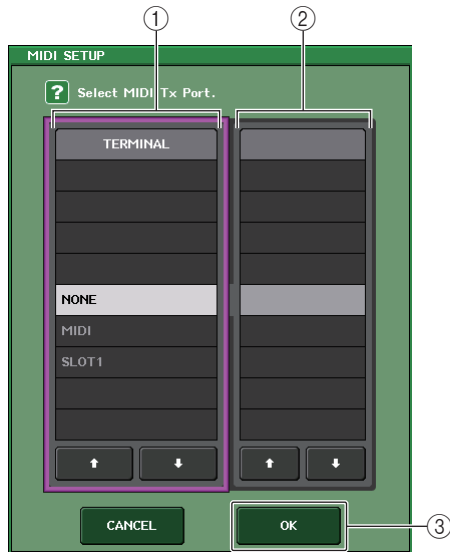 ① ②
MIDI SETUP
? Select MIDI Tx Port.
TERMINAL
NONE
MIDI
SLOT1
CANCEL OK ③